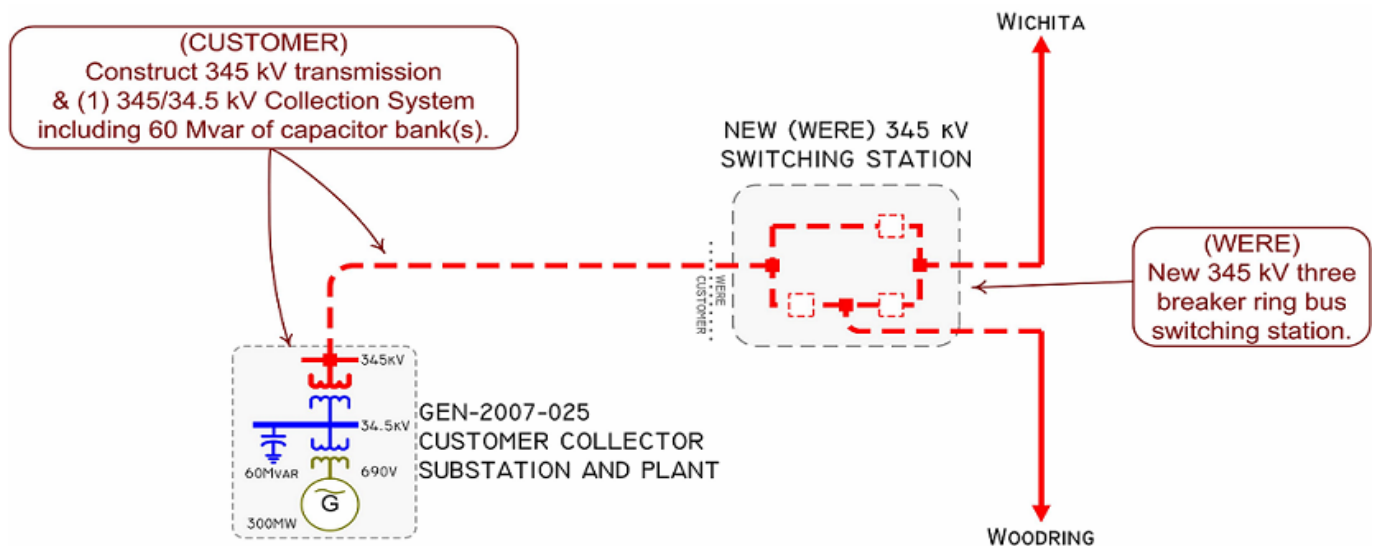 (CUSTOMER)
Construct 345 kV transmission
& (1) 345/34.5 kV Collection System
including 60 Mvar of capacitor bank(s).
WICHITA
NEW (WERE) 345 KV
SWITCHING STATION
(WERE)
New 345 kV three
breaker ring bus
switching station.
WERE
CUSTOMER
345KV
34.5KV
60MVAR
690V
G
300MW
GEN-2007-025
CUSTOMER COLLECTOR
SUBSTATION AND PLANT
WOODRING